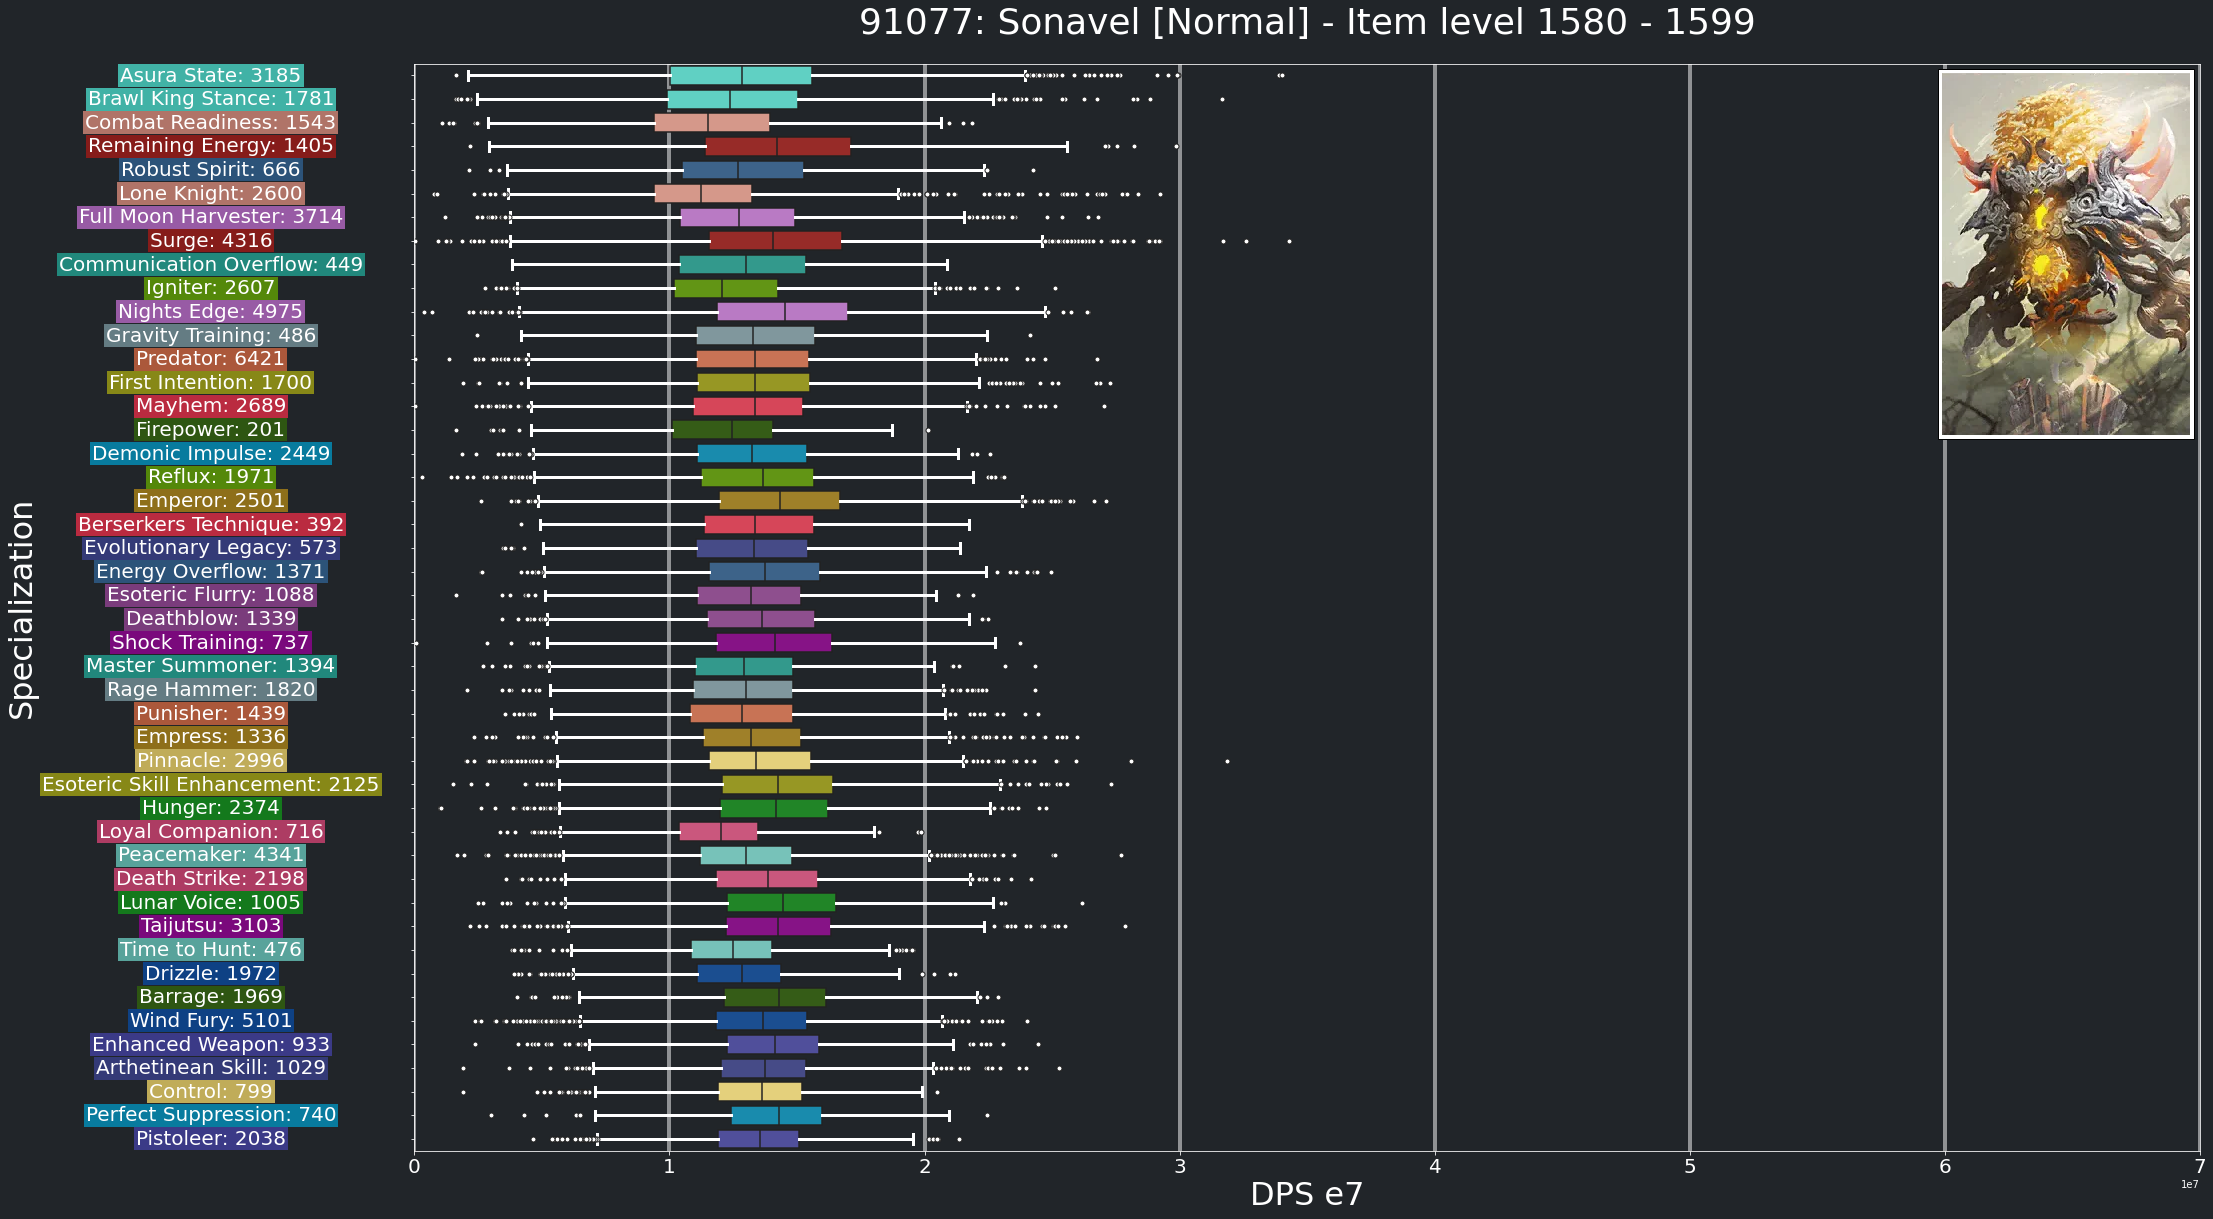 91077: Sonavel [Normal] - Item level 1580 - 1599
Asura State: 3185
Brawl King Stance: 1781
Combat Readiness: 1543
Remaining Energy: 1405
Robust Spirit: 666
Lone Knight: 2600
Full Moon Harvester: 3714
Surge: 4316
Communication Overflow: 449
Igniter: 2607
Nights Edge: 4975
Gravity Training: 486
Predator: 6421
First Intention: 1700
Mayhem: 2689
Firepower: 201
Demonic Impulse: 2449
Reflux: 1971
Emperor: 2501
Berserkers Technique: 392
Evolutionary Legacy: 573
Energy Overflow: 1371
Esoteric Flurry: 1088
Deathblow: 1339
Shock Training: 737
Master Summoner: 1394
Rage Hammer: 1820
Punisher: 1439
Empress: 1336
Pinnacle: 2996
Esoteric Skill Enhancement: 2125
Hunger: 2374
Loyal Companion: 716
Peacemaker: 4341
Death Strike: 2198
Lunar Voice: 1005
Taijutsu: 3103
Time to Hunt: 476
Drizzle: 1972
Barrage: 1969
Wind Fury: 5101
Enhanced Weapon: 933
Arthetinean Skill: 1029
Control: 799
Perfect Suppression: 740
Pistoleer: 2038
Specialization
0 1 2 3 4 5 6 7
1e7
DPS e7